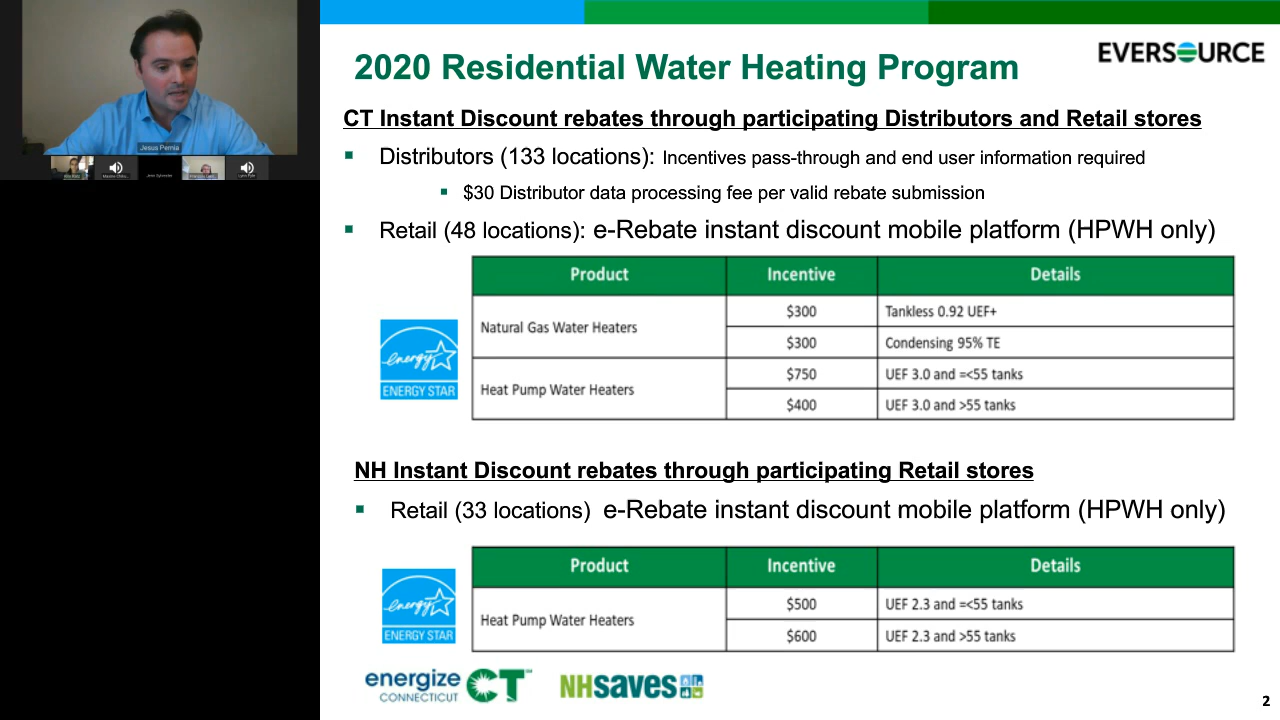 Jesus Pernia
EVERSOURCE
2020 Residential Water Heating Program
CT Instant Discount rebates through participating Distributors and Retail stores
Distributors (133 locations): Incentives pass-through and end user information required
$30 Distributor data processing fee per valid rebate submission
Retail (48 locations): e-Rebate instant discount mobile platform (HPWH only)
Product Incentive Details
Natural Gas Water Heaters
$300 Tankless 0.92 UEF+
$300 Condensing 95% TE
Heat Pump Water Heaters
$750 UEF 3.0 and =<55 tanks
$400 UEF 3.0 and >55 tanks
energy
ENERGY STAR
NH Instant Discount rebates through participating Retail stores
Retail (33 locations) e-Rebate instant discount mobile platform (HPWH only)
Product Incentive Details
Heat Pump Water Heaters
$500 UEF 2.3 and =<55 tanks
$600 UEF 2.3 and >55 tanks
energy
ENERGY STAR
energize CT
CONNECTICUT
NHsaves
2